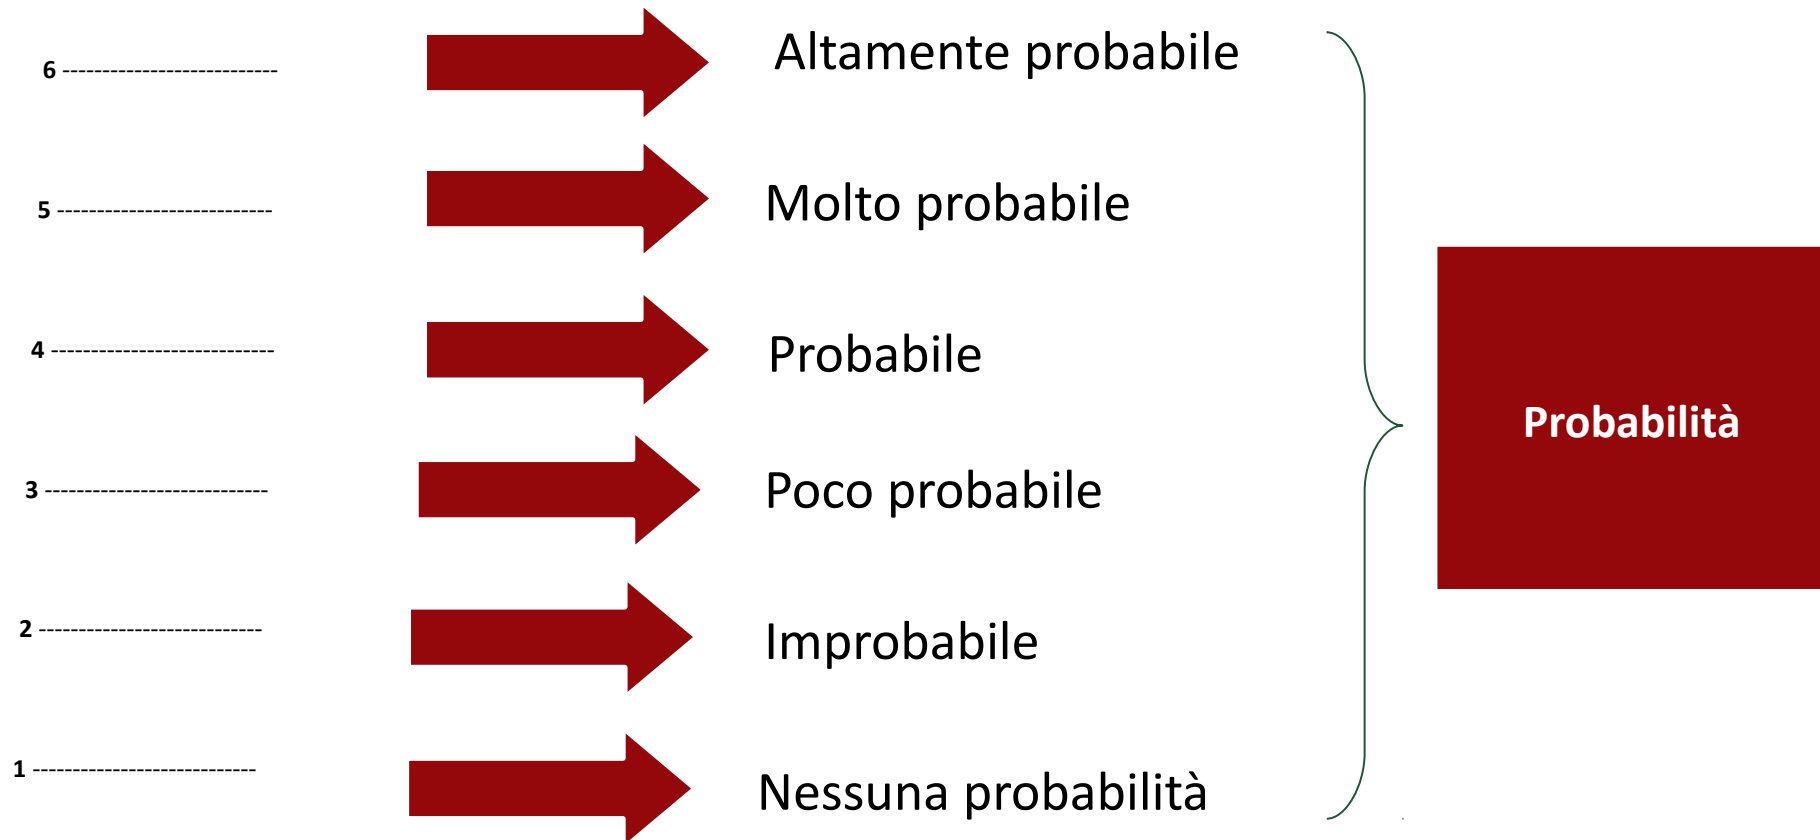 6 --------------------------- Altamente probabile
5 --------------------------- Molto probabile
4 ---------------------------- Probabile
Probabilità
3 ---------------------------- Poco probabile
2 ---------------------------- Improbabile
1 ---------------------------- Nessuna probabilità